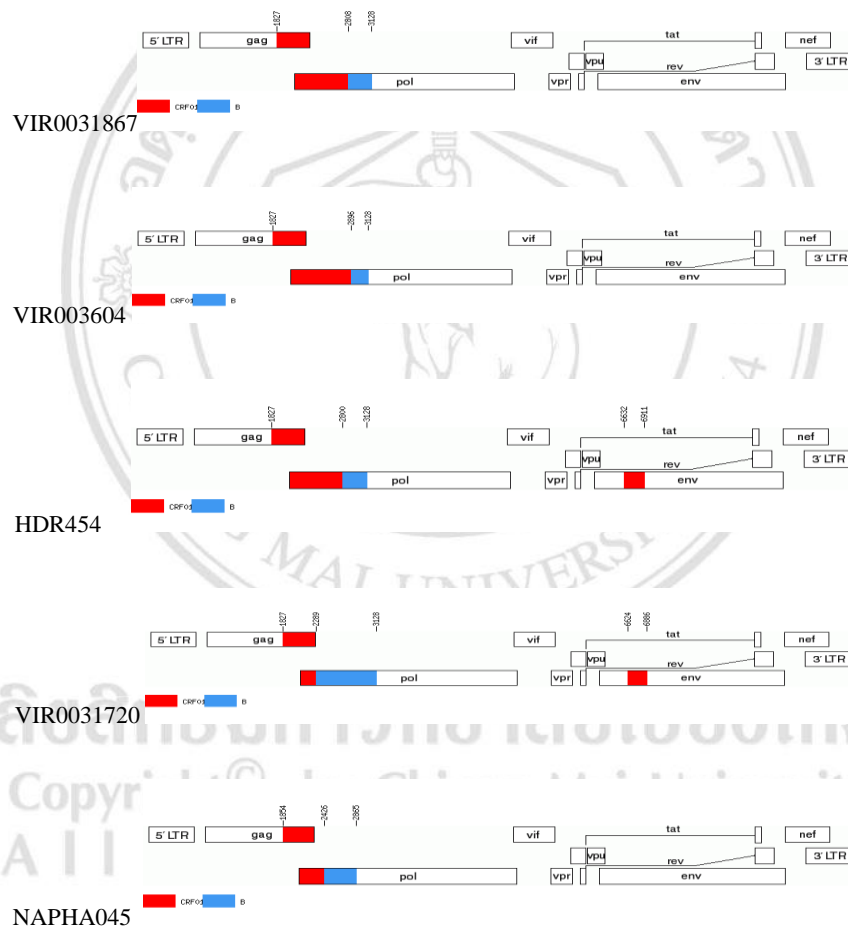 1827 2808 3128
5' LTR gag vif tat nef
vpu rev 3' LTR
pol vpr env
CRF01 B
VIR0031867
1827 2896 3128
5' LTR gag vif tat nef
vpu rev 3' LTR
pol vpr env
CRF01 B
VIR003604
1827 2800 3128 6632 6911
5' LTR gag vif tat nef
vpu rev 3' LTR
pol vpr env
CRF01 B
HDR454
MAI UNIVERS
1827 2289 3128 6624
5' LTR gag vif tat nef
vpu rev 3' LTR
pol vpr env
CRF01 B
VIR0031720
Copyr
1854 2426 2865
5' LTR gag vif tat nef
A l l
vpu rev 3' LTR
pol vpr env
CRF01 B
NAPHA045